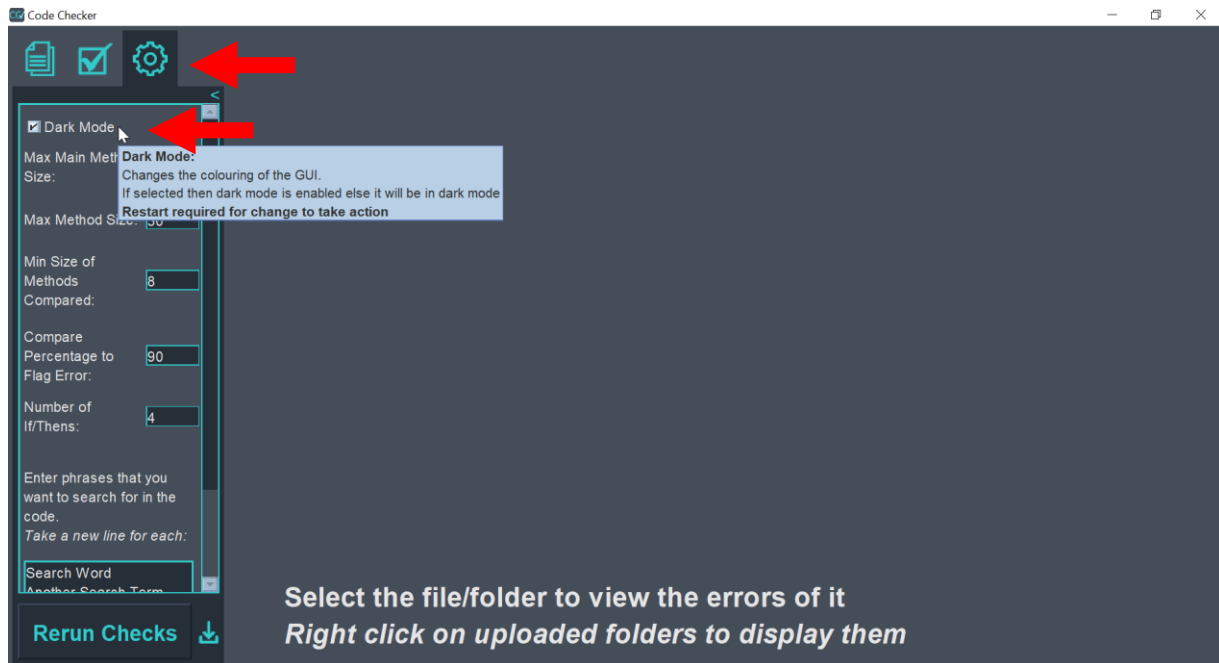 Code Checker
<
Dark Mode
Dark Mode:
Changes the colouring of the GUI.
If selected then dark mode is enabled else it will be in dark mode
Restart required for change to take action
Max Main
Size:
Max Method
Min Size of
Methods
Compared:
8
Compare
Percentage to
Flag Error:
90
Number of
If/Thens:
4
Enter phrases that you
want to search for in the
code.
Take a new line for each:
Search Word
Another Search Term
Rerun Checks
Select the file/folder to view the errors of it
Right click on uploaded folders to display them